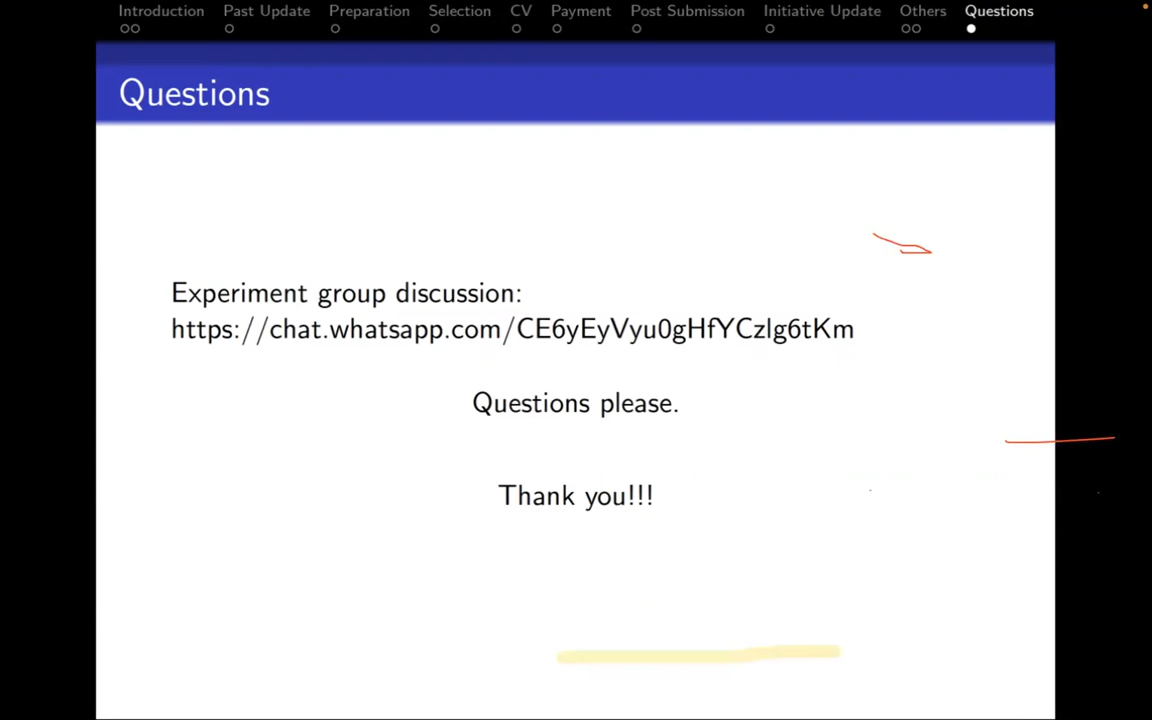 Introduction Past Update Preparation Selection CV Payment Post Submission Initiative Update Others Questions
Questions
Experiment group discussion:
https://chat.whatsapp.com/CE6yEyVyu0gHfYCzIg6tKm
Questions please.
Thank you!!!